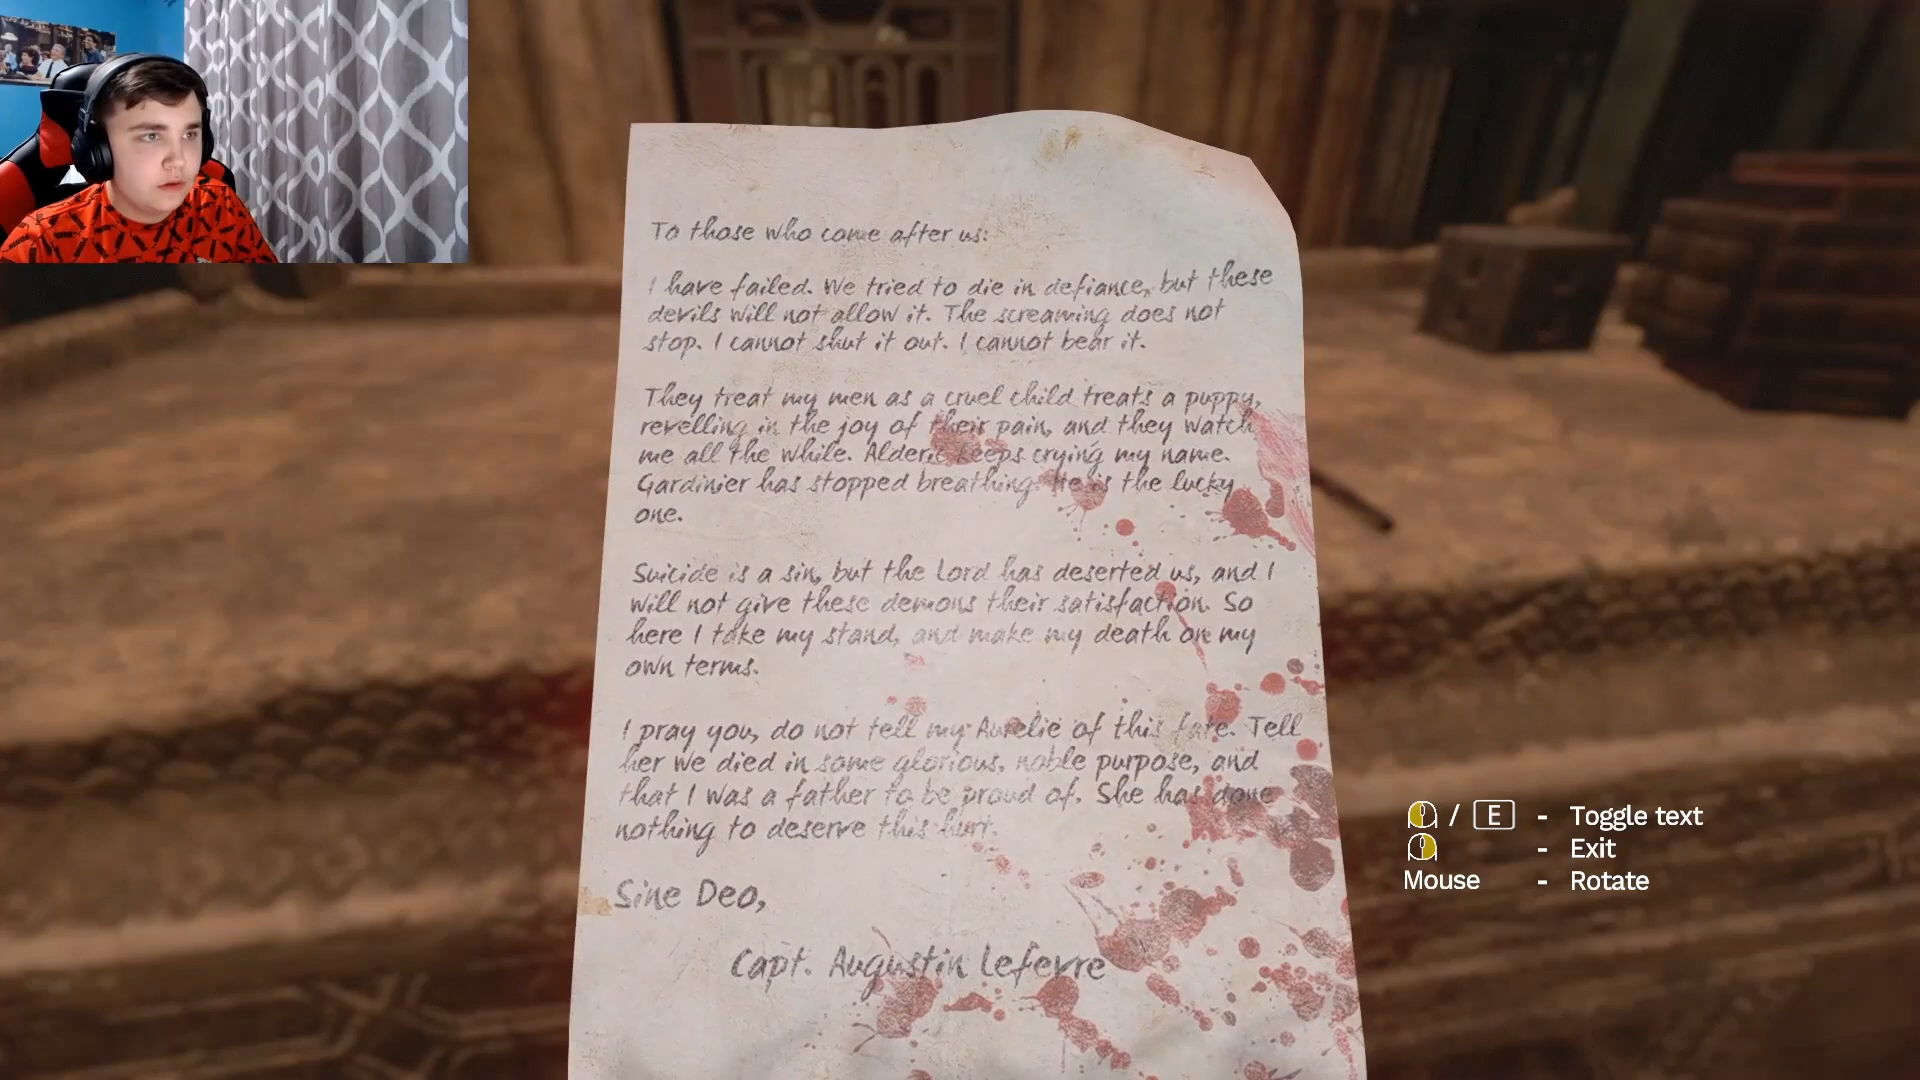 To those who come after us:
I have failed. We tried to die in defiance, but these
devils will not allow it. The screaming does not
stop. I cannot shut it out. I cannot bear it.
They treat my men as a cruel child treats a puppy,
revelling in the joy of their pain, and they watch
me all the while. Alderic keeps crying my name.
Gardinier has stopped breathing. He is the lucky
one.
Suicide is a sin, but the Lord has deserted us, and I
will not give these demons their satisfaction. So
here I take my stand, and make my death on my
own terms.
I pray you, do not tell my Aurelie of this fate. Tell
her we died in some glorious, noble purpose, and
that I was a father to be proud of. She has done
nothing to deserve this hurt.
Sine Deo,
Capt. Augustin Lefevre
/ E - Toggle text
- Exit
Mouse - Rotate